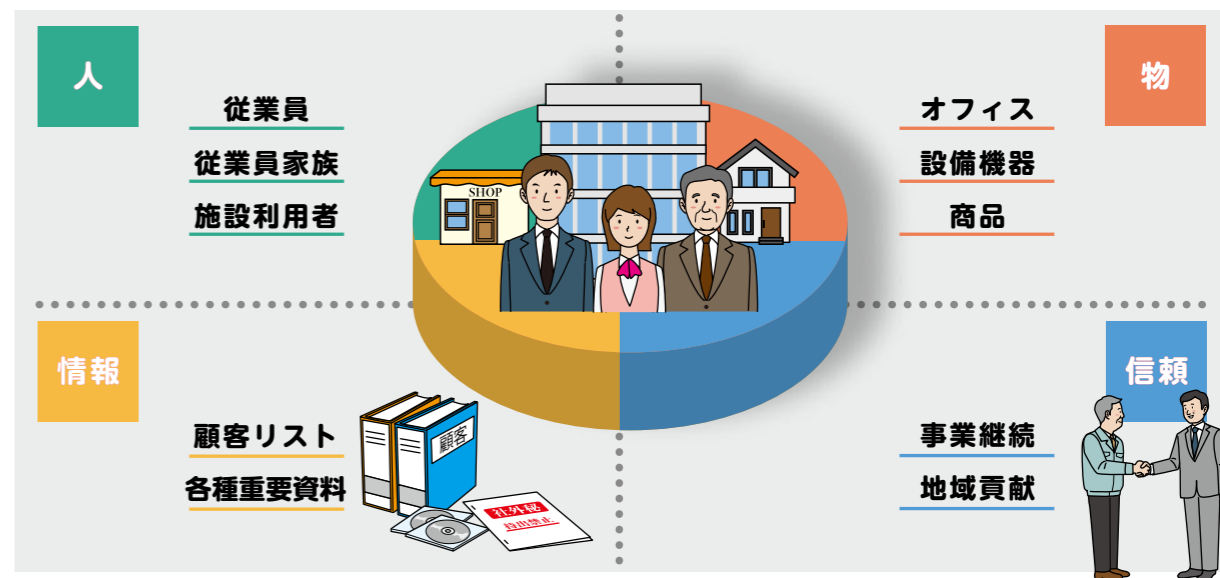 人
従業員
従業員家族
施設利用者
物
オフィス
設備機器
商品
SHOP
情報
顧客リスト
各種重要資料
顧客
社外秘
持出禁止
信頼
事業継続
地域貢献